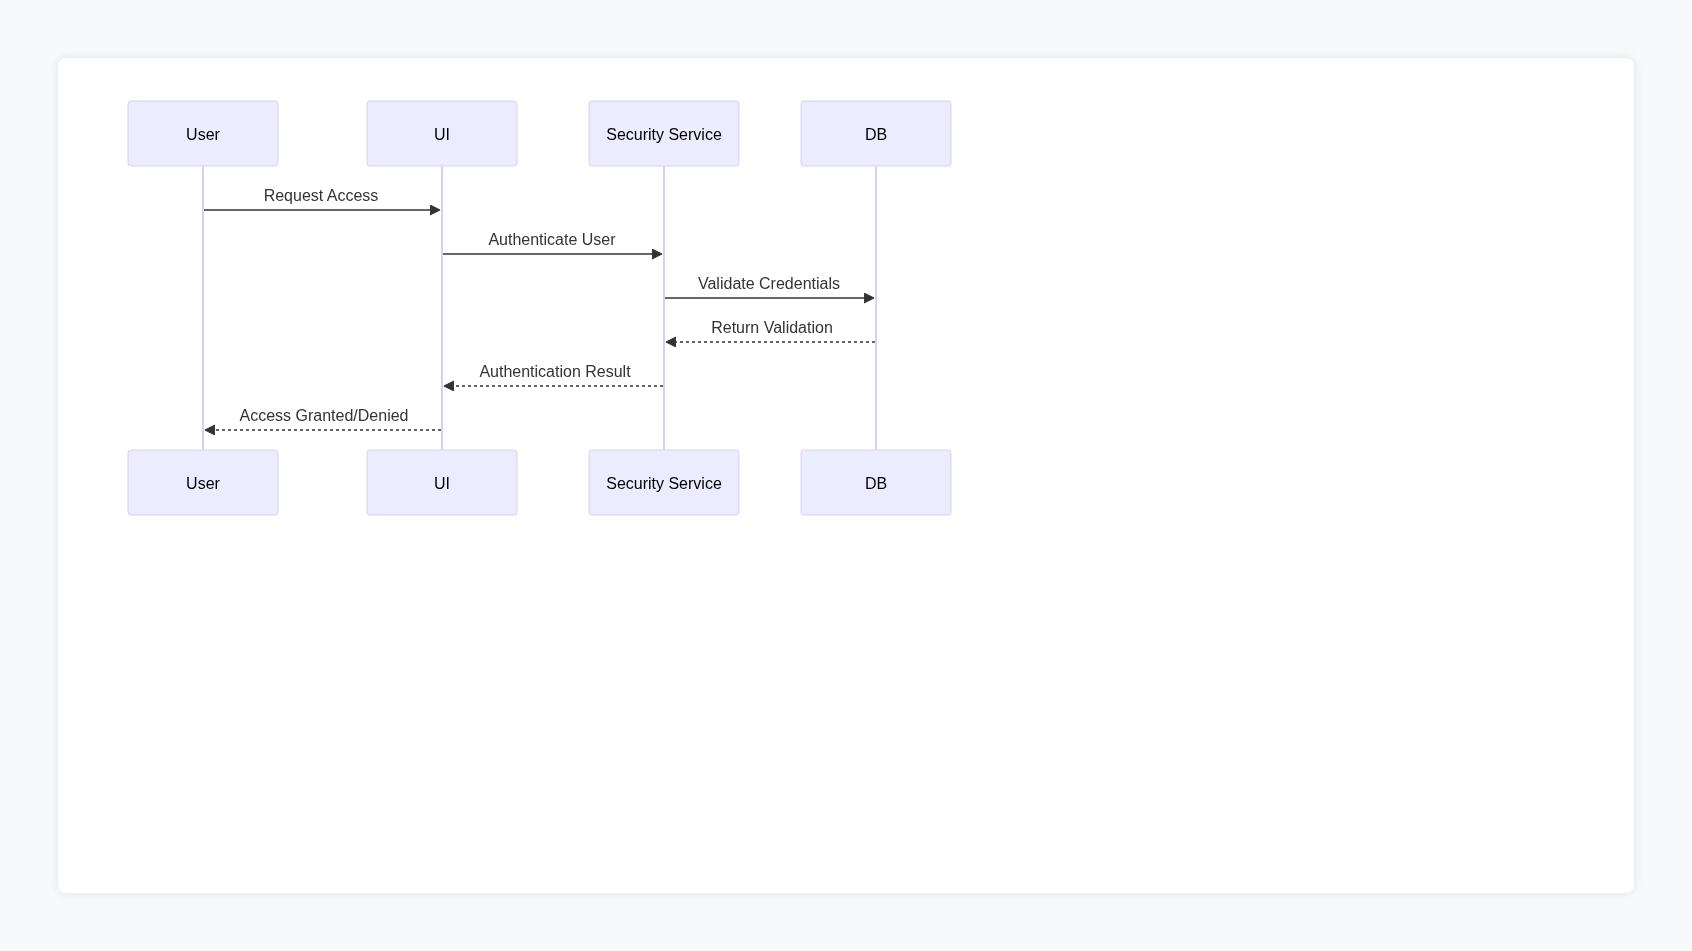 User
UI
Security Service
DB
Request Access
Authenticate User
Validate Credentials
Return Validation
Authentication Result
Access Granted/Denied
User
UI
Security Service
DB